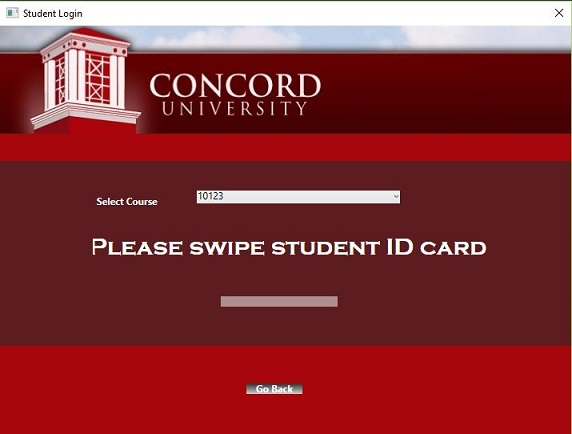 Student Login
CONCORD
UNIVERSITY
Select Course
10123
PLEASE SWIPE STUDENT ID CARD
Go Back